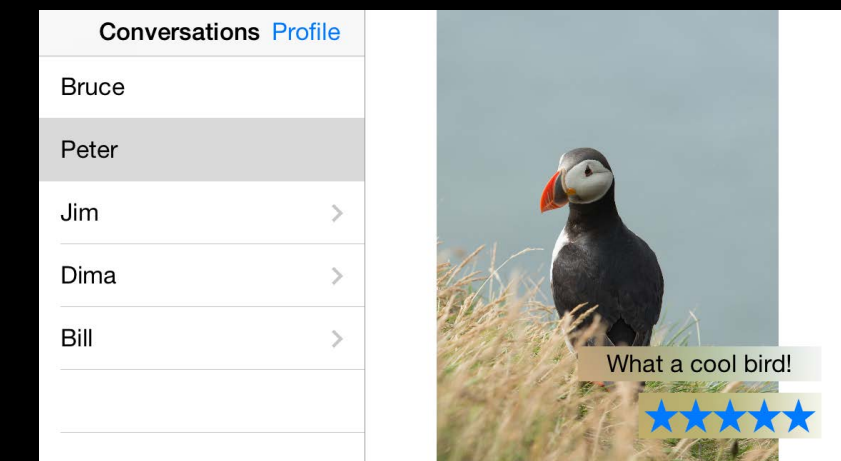 Conversations Profile
Bruce
Peter
Jim
Dima
Bill
What a cool bird!